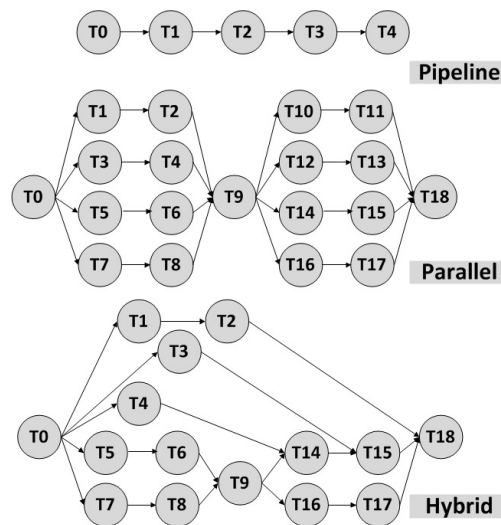 T0 T1 T2 T3 T4
Pipeline
T1 T2 T10 T11
T3 T4 T12 T13
T0 T9 T18
T5 T6 T14 T15
T7 T8 T16 T17
Parallel
T1 T2
T3
T4
T0 T18
T5 T6 T14 T15
T9
T7 T8 T16 T17
Hybrid